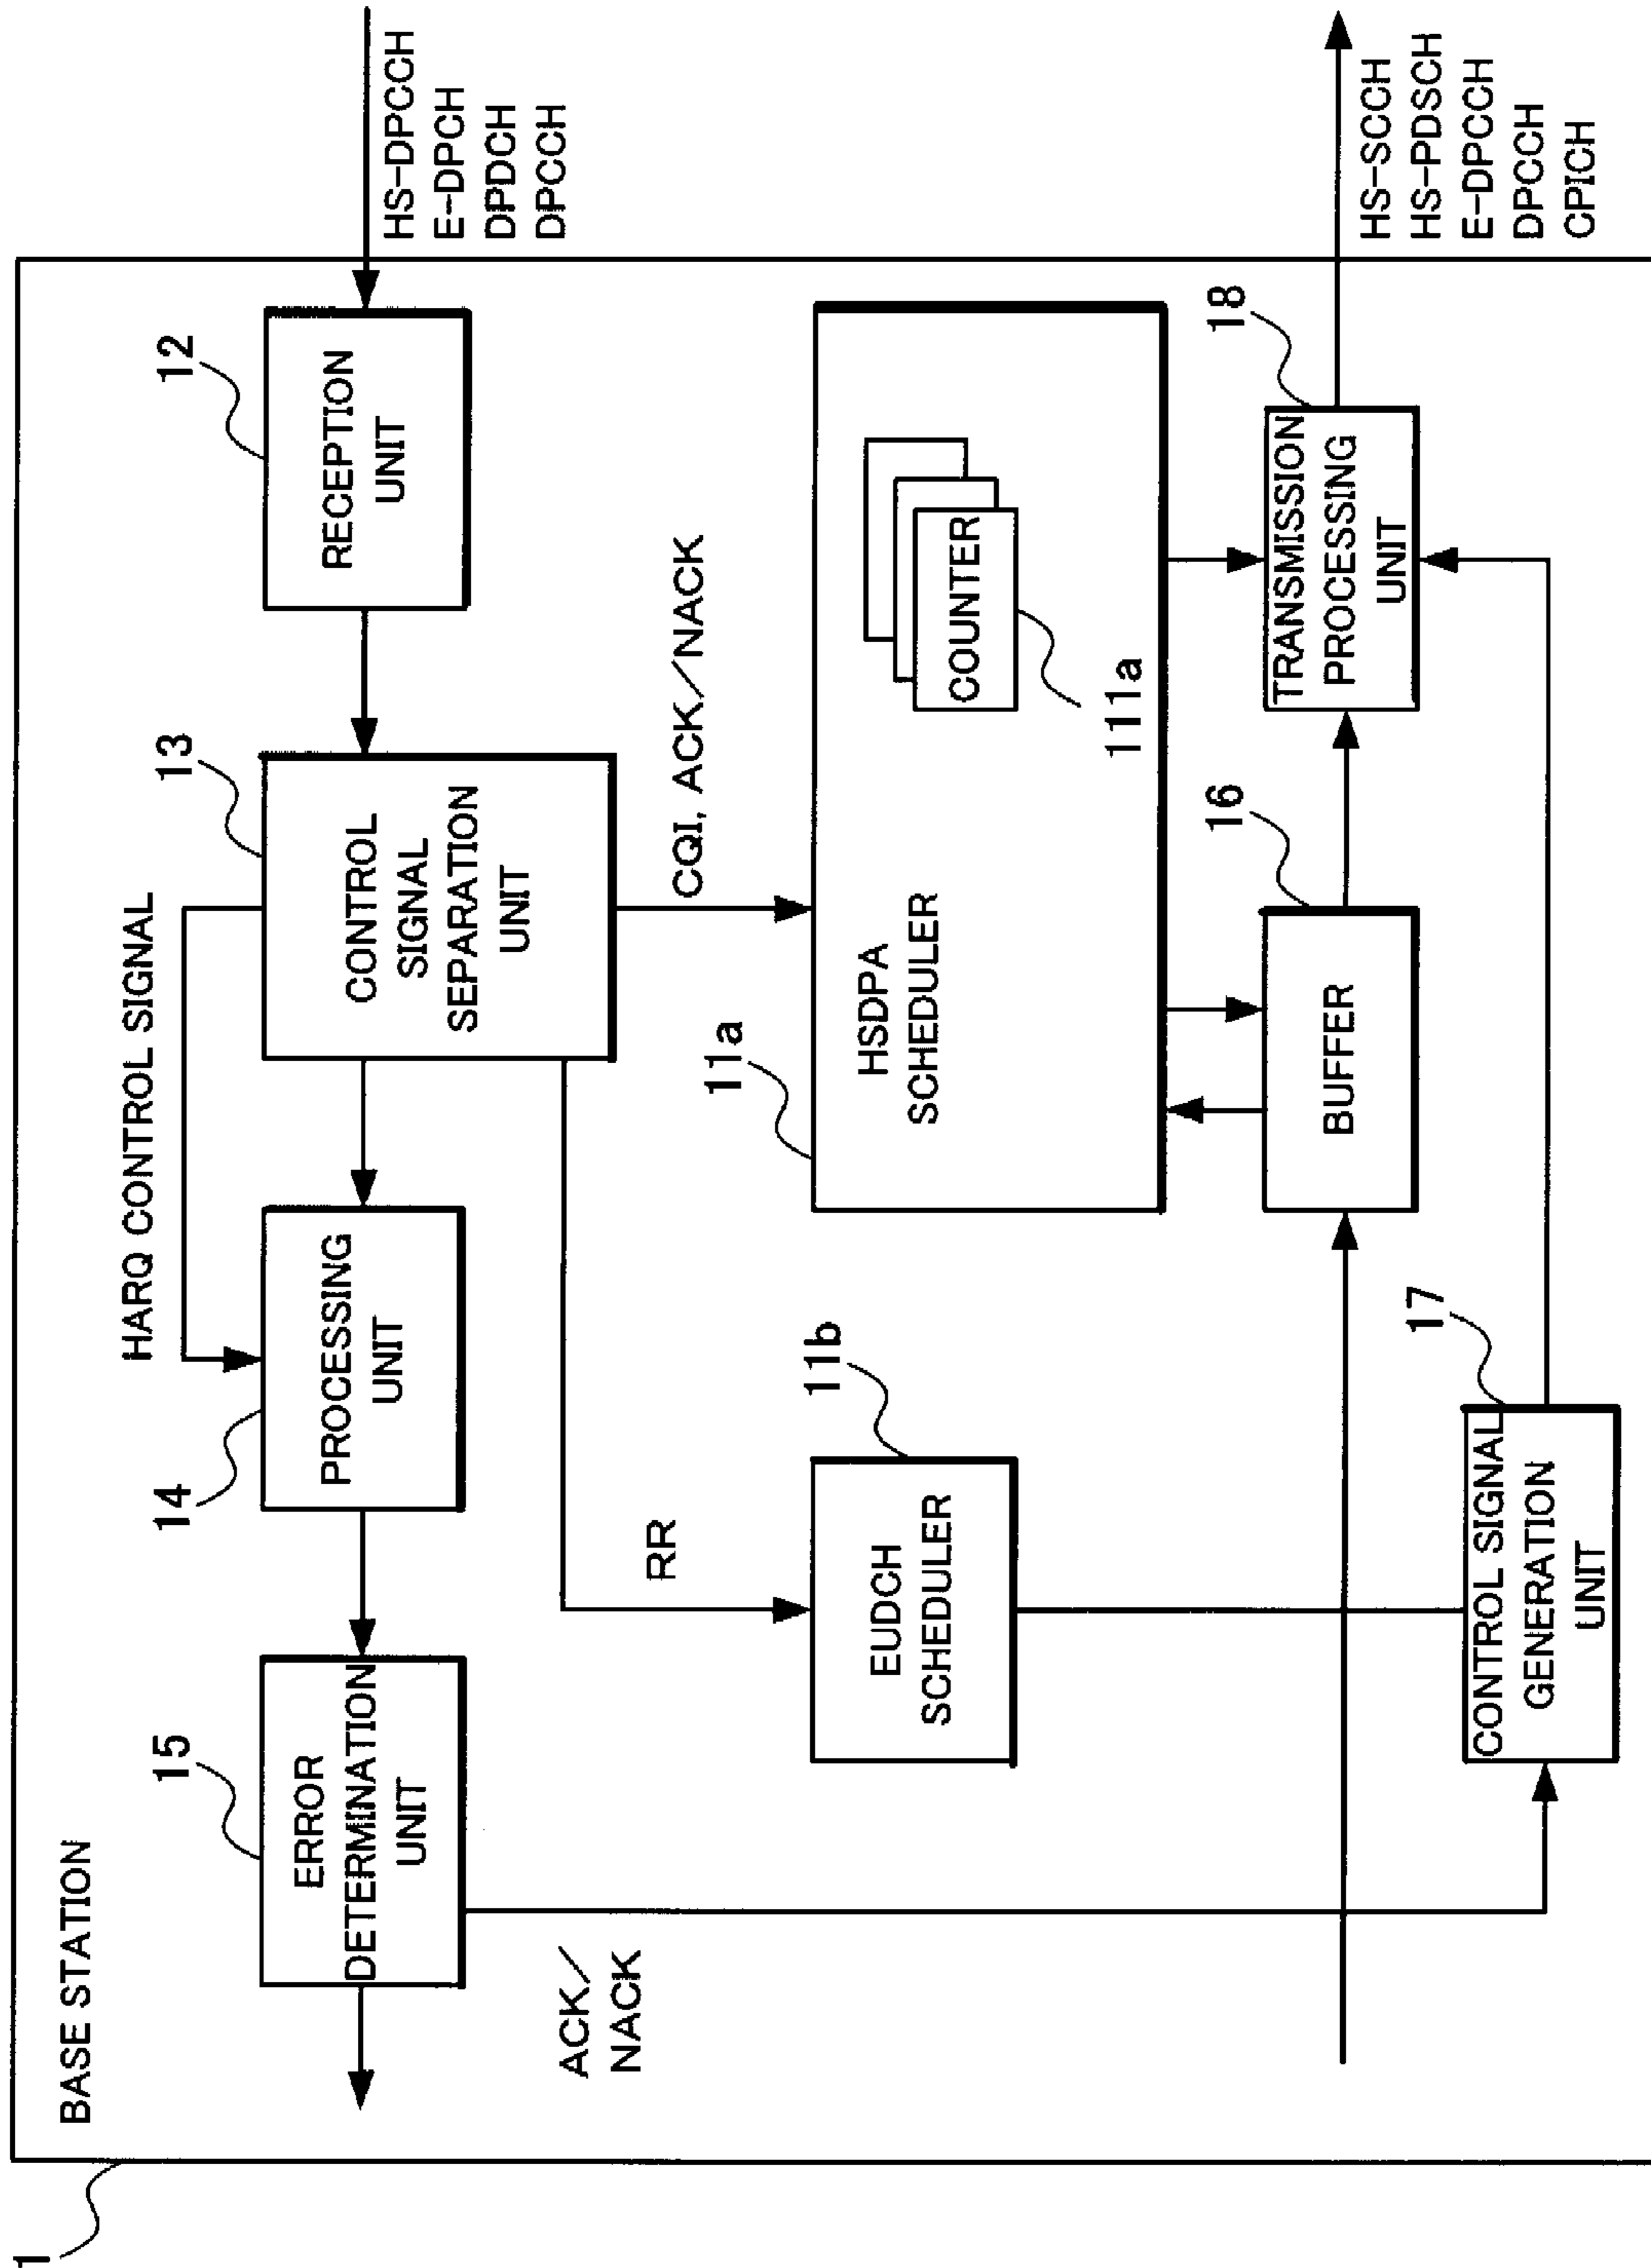 1
BASE STATION
HARQ CONTROL SIGNAL
15
ERROR
DETERMINATION
UNIT
14
PROCESSING
UNIT
13
CONTROL
SIGNAL
SEPARATION
UNIT
12
RECEPTION
UNIT
HS-DPCCH
E-DPCH
DPDCH
DPCCH
ACK/
NACK
RR
CQI, ACK/NACK
11b
EUDCH
SCHEDULER
11a
HSDPA
SCHEDULER
COUNTER
111a
16
BUFFER
18
TRANSMISSION
PROCESSING
UNIT
17
CONTROL SIGNAL
GENERATION
UNIT
HS-SCCH
HS-PDSCH
E-DPCCH
DPCCH
CPICH